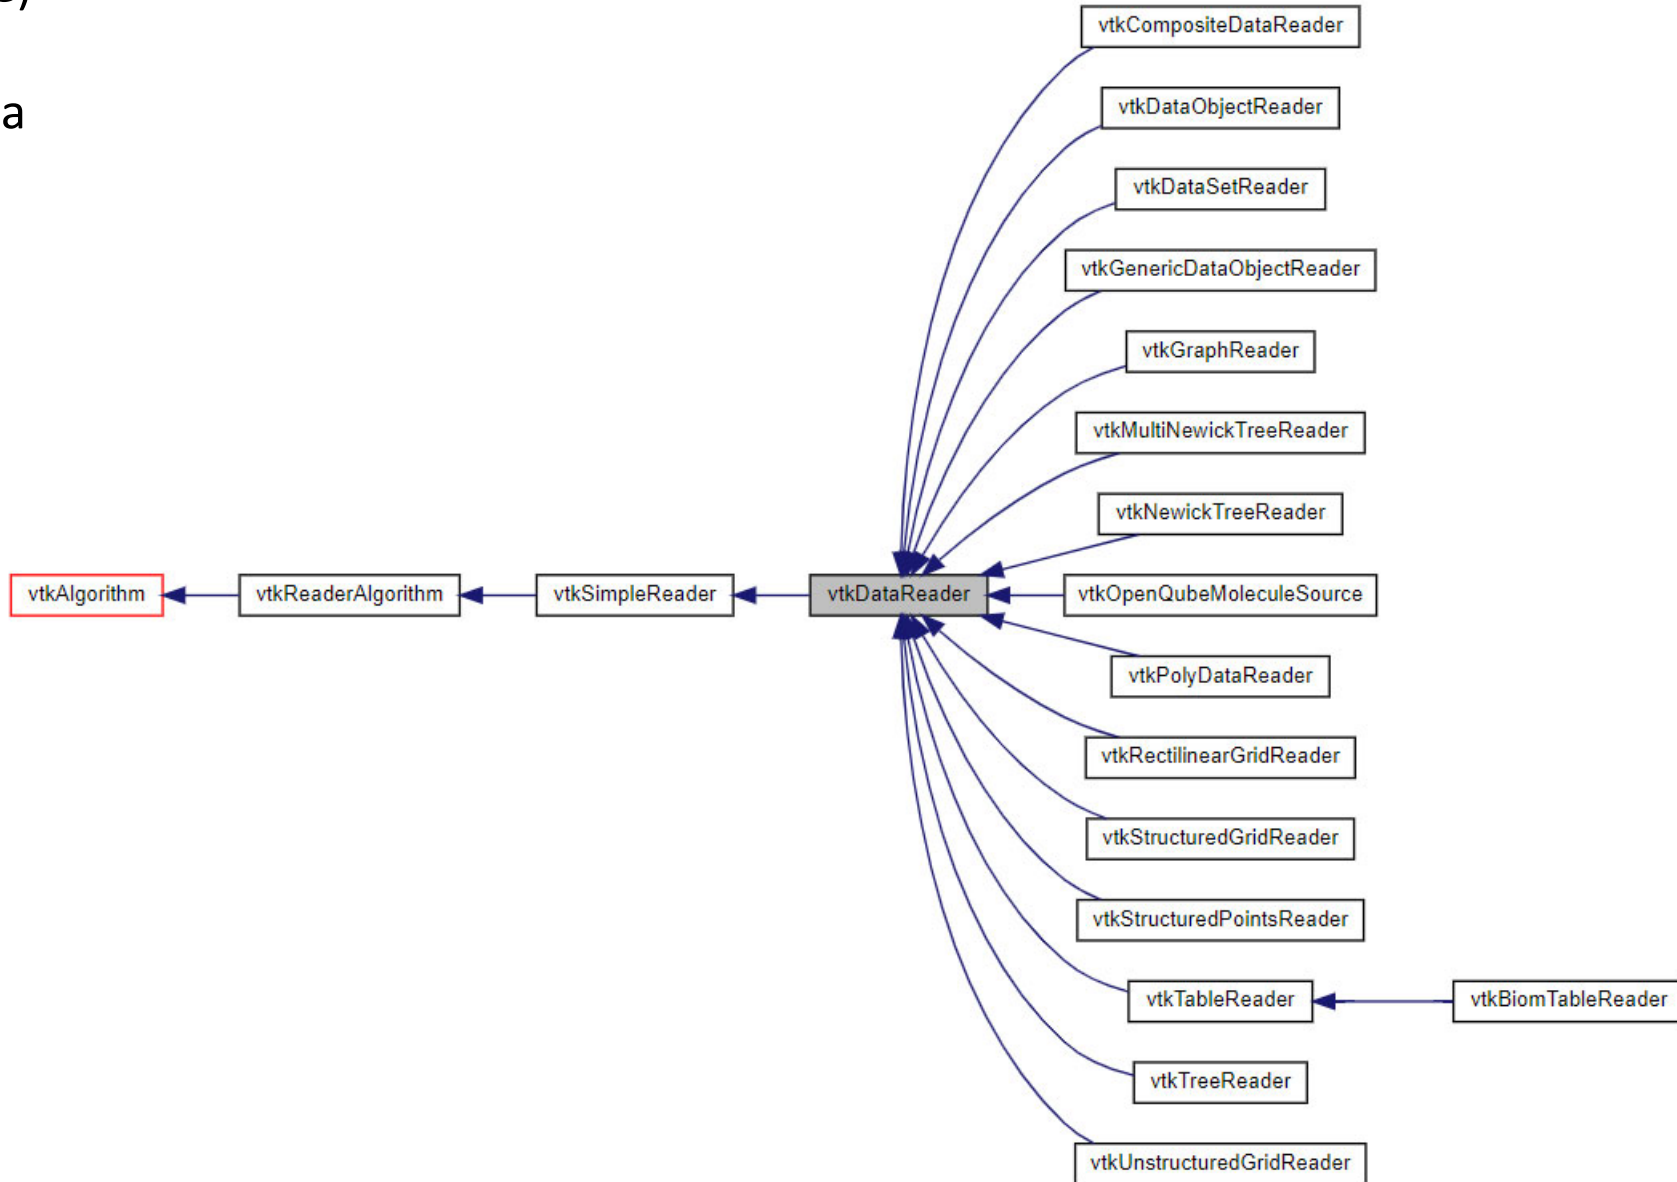 a
vtkCompositeDataReader
vtkDataObjectReader
vtkDataSetReader
vtkGenericDataObjectReader
vtkGraphReader
vtkMultiNewickTreeReader
vtkNewickTreeReader
vtkAlgorithm
vtkReaderAlgorithm
vtkSimpleReader
vtkDataReader
vtkOpenQubeMoleculeSource
vtkPolyDataReader
vtkRectilinearGridReader
vtkStructuredGridReader
vtkStructuredPointsReader
vtkTableReader
vtkBiomTableReader
vtkTreeReader
vtkUnstructuredGridReader